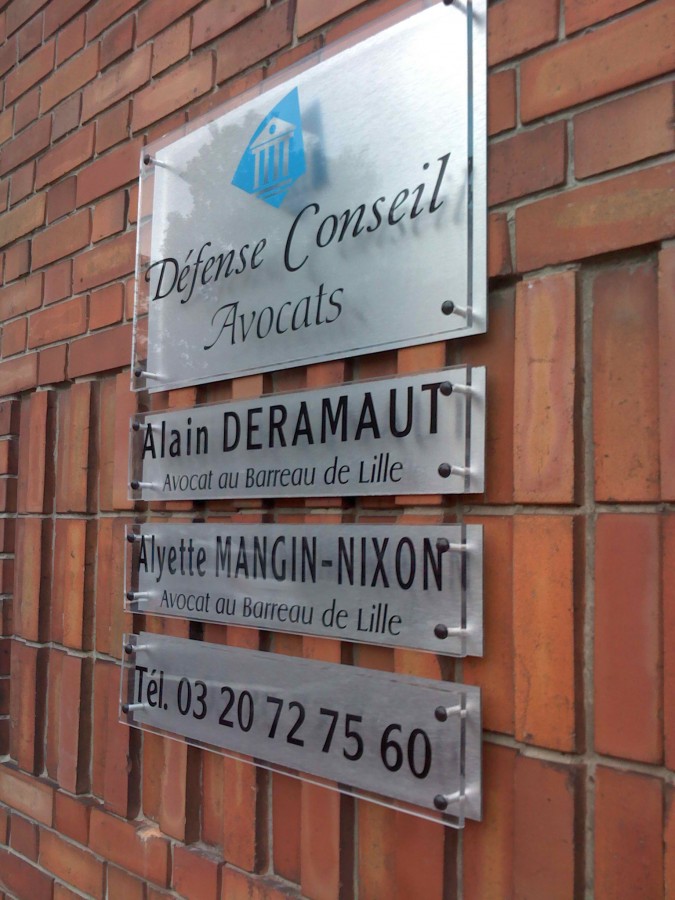 Défense Conseil
Avocats
Alain DERAMAUT
Avocat au Barreau de Lille
Alyette MANGIN-NIXON
Avocat au Barreau de Lille
Tél. 03 20 72 75 60